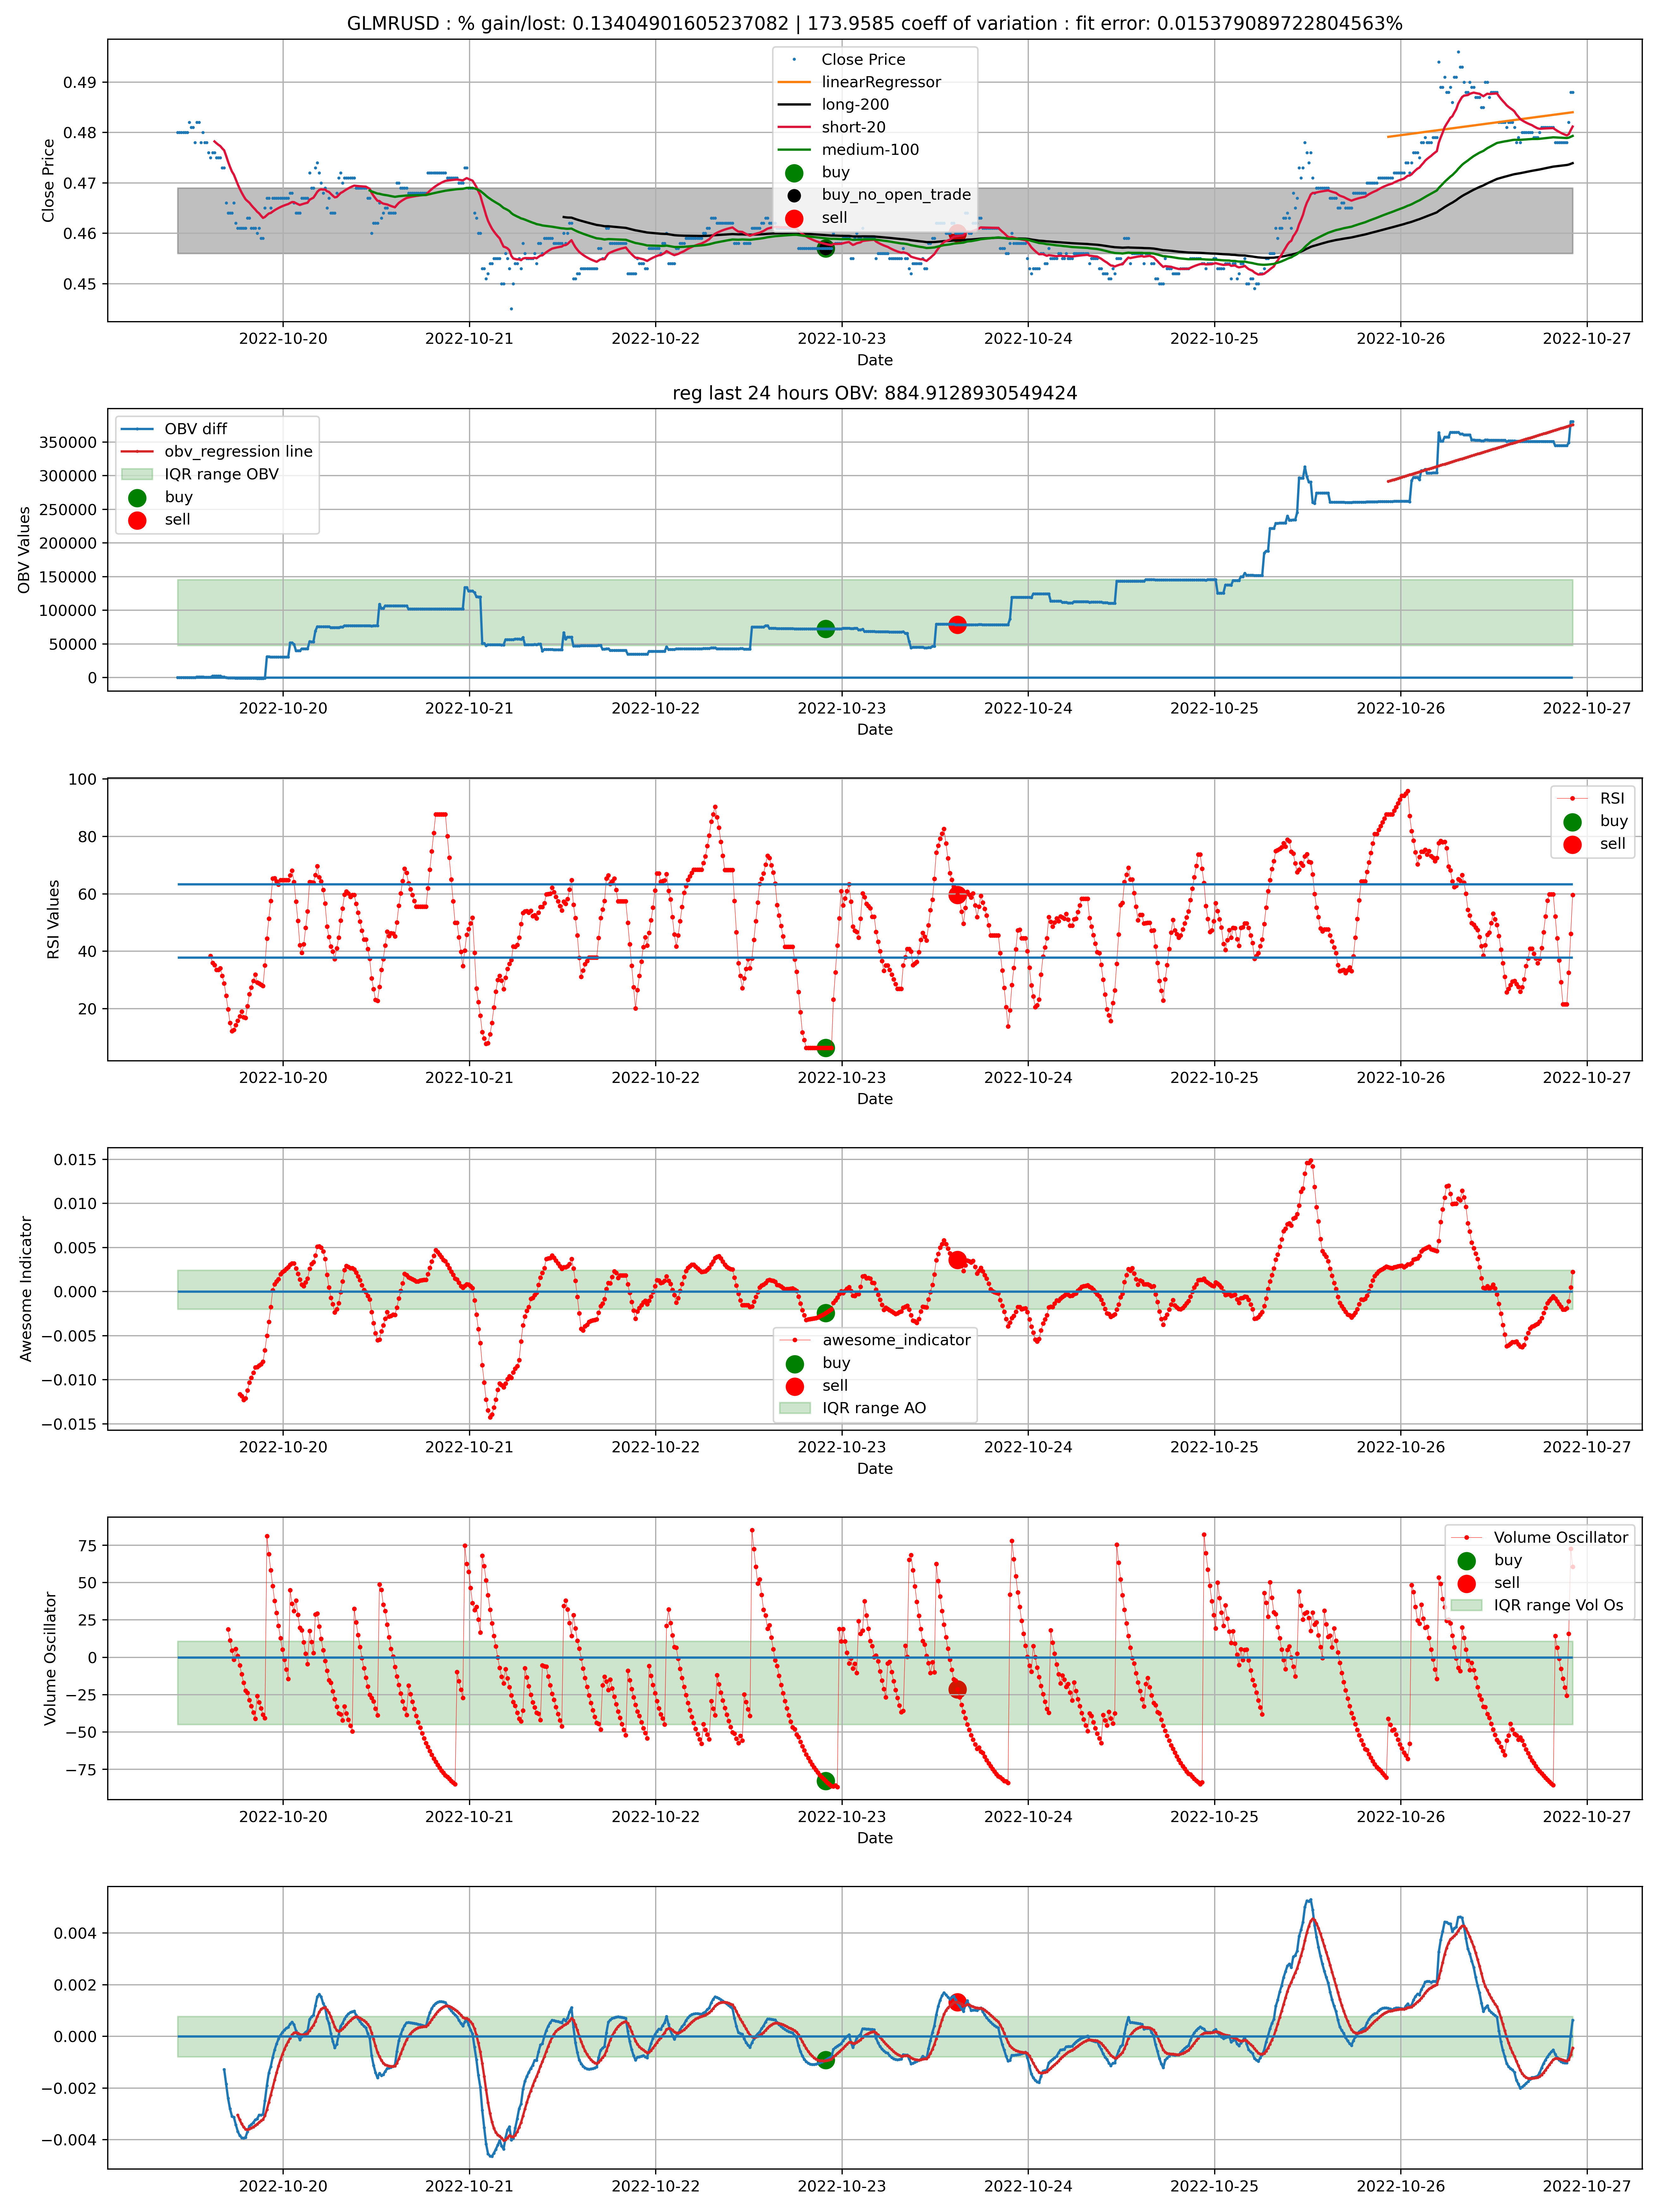 GLMRUSD : % gain/lost: 0.13404901605237082 | 173.9585 coeff of variation : fit error: 0.015379089722804563%
Close Price
0.49
0.48
0.47
0.46
0.45
Close Price
linearRegressor
long-200
short-20
medium-100
buy
buy_no_open_trade
sell
2022-10-20 2022-10-21 2022-10-22 2022-10-23 2022-10-24 2022-10-25 2022-10-26 2022-10-27
Date
reg last 24 hours OBV: 884.9128930549424
OBV Values
350000
300000
250000
200000
150000
100000
50000
0
OBV diff
obv_regression line
IQR range OBV
buy
sell
2022-10-20 2022-10-21 2022-10-22 2022-10-23 2022-10-24 2022-10-25 2022-10-26 2022-10-27
Date
RSI Values
100
80
60
40
20
RSI
buy
sell
2022-10-20 2022-10-21 2022-10-22 2022-10-23 2022-10-24 2022-10-25 2022-10-26 2022-10-27
Date
Awesome Indicator
0.015
0.010
0.005
0.000
−0.005
−0.010
−0.015
awesome_indicator
buy
sell
IQR range AO
2022-10-20 2022-10-21 2022-10-22 2022-10-23 2022-10-24 2022-10-25 2022-10-26 2022-10-27
Date
Volume Oscillator
75
50
25
0
−25
−50
−75
Volume Oscillator
buy
sell
IQR range Vol Os
2022-10-20 2022-10-21 2022-10-22 2022-10-23 2022-10-24 2022-10-25 2022-10-26 2022-10-27
Date
0.004
0.002
0.000
−0.002
−0.004
2022-10-20 2022-10-21 2022-10-22 2022-10-23 2022-10-24 2022-10-25 2022-10-26 2022-10-27